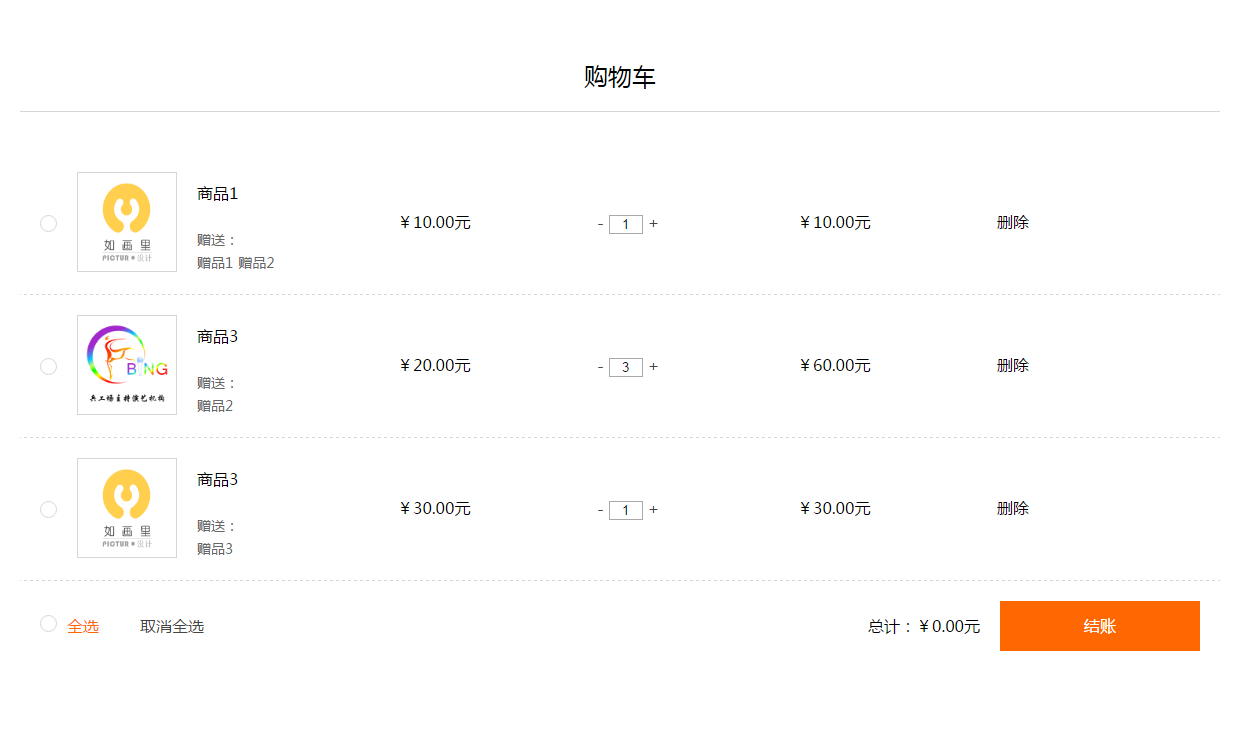 购物车
如画里
PICTUR●设计
商品1
赠送：
赠品1 赠品2
￥10.00元
- 1 +
￥10.00元
删除
BING
兵工场主持演艺机构
商品3
赠送：
赠品2
￥20.00元
- 3 +
￥60.00元
删除
如画里
PICTUR●设计
商品3
赠送：
赠品3
￥30.00元
- 1 +
￥30.00元
删除
全选 取消全选 总计：￥0.00元 结账